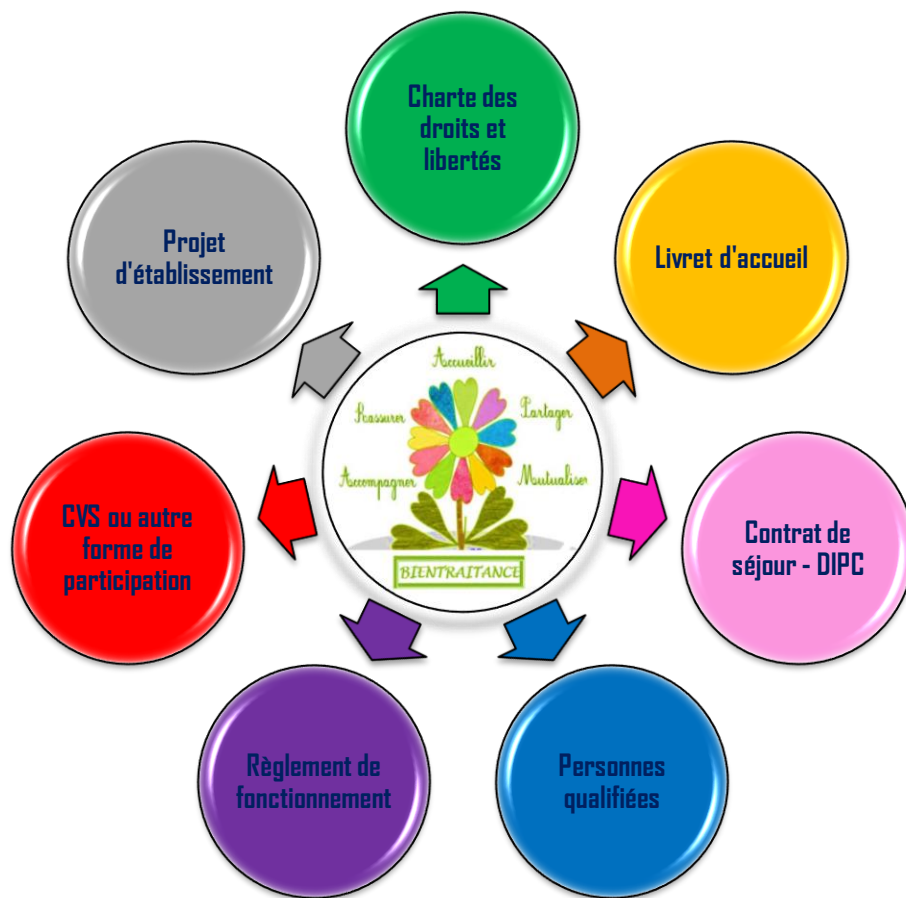 Charte des
droits et
libertés
Projet
d'établissement
Livret d'accueil
Accueillir
Rassurer
Partager
Accompagner
Mutualiser
BIENTRAITANCE
CVS ou autre
forme de
participation
Contrat de
séjour - DIPC
Règlement de
fonctionnement
Personnes
qualifiées